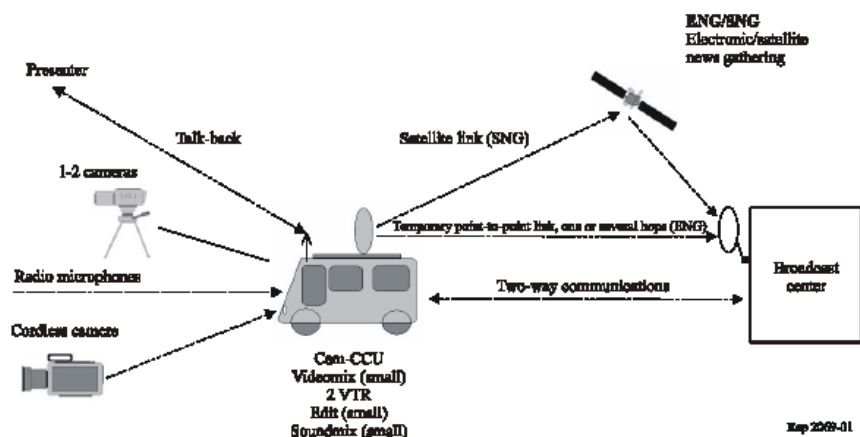 ENG/SNG
Electronic/satellite
news gathering
Presenter
Talk-back
Satellite link (SNG)
1-2 cameras
Temporary point-to-point link, one or several hops (ENG)
Radio microphones
Two-way communications
Broadcast
center
Cordless camera
Cam-CCU
Videomix (small)
2 VTR
Edit (small)
Soundmix (small)
Rap 2069-01